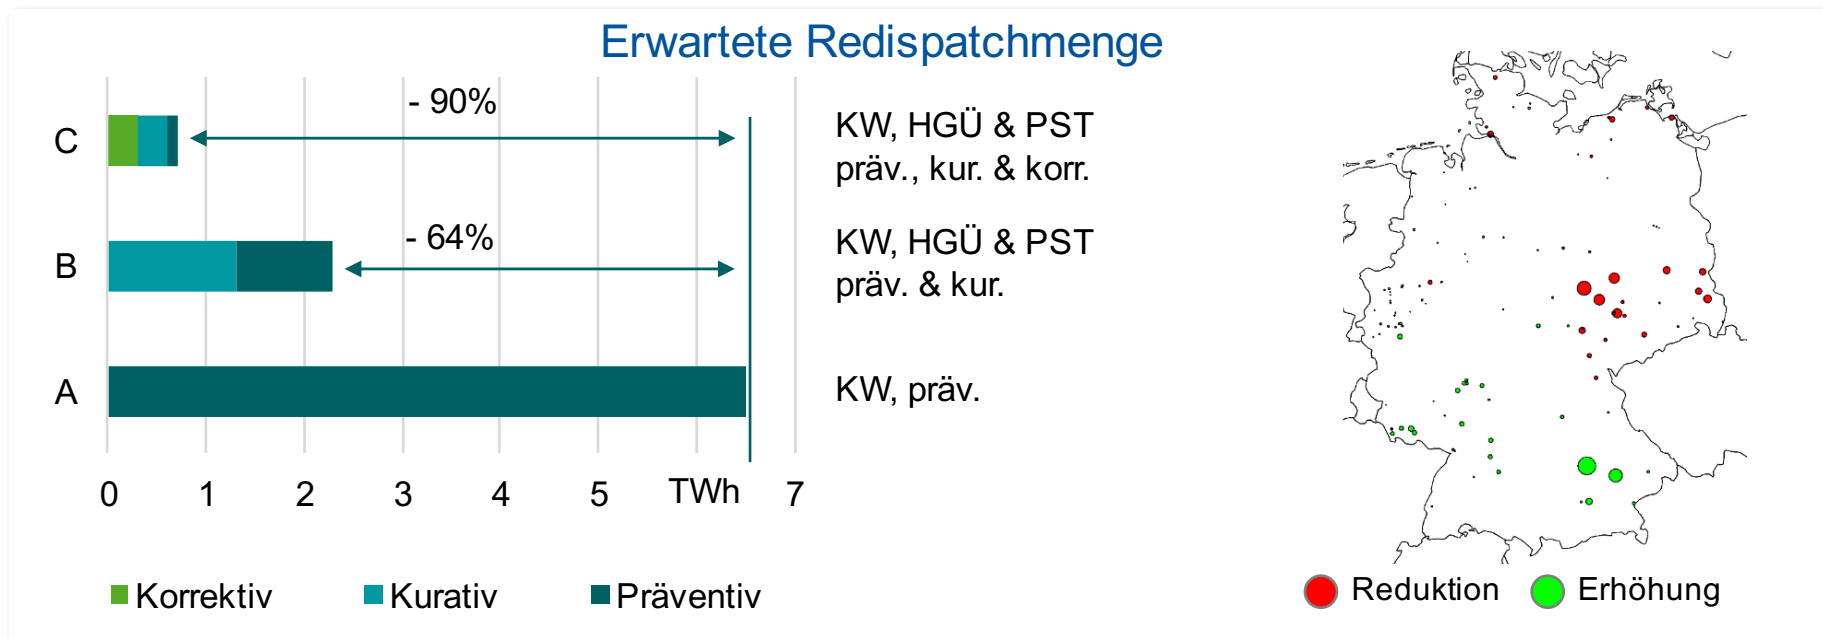 Erwartete Redispatchmenge
C
- 90%
KW, HGÜ & PST
präv., kur. & korr.
B
- 64%
KW, HGÜ & PST
präv. & kur.
A
KW, präv.
0 1 2 3 4 5 TWh 7
Korrektiv Kurativ Präventiv
Reduktion Erhöhung